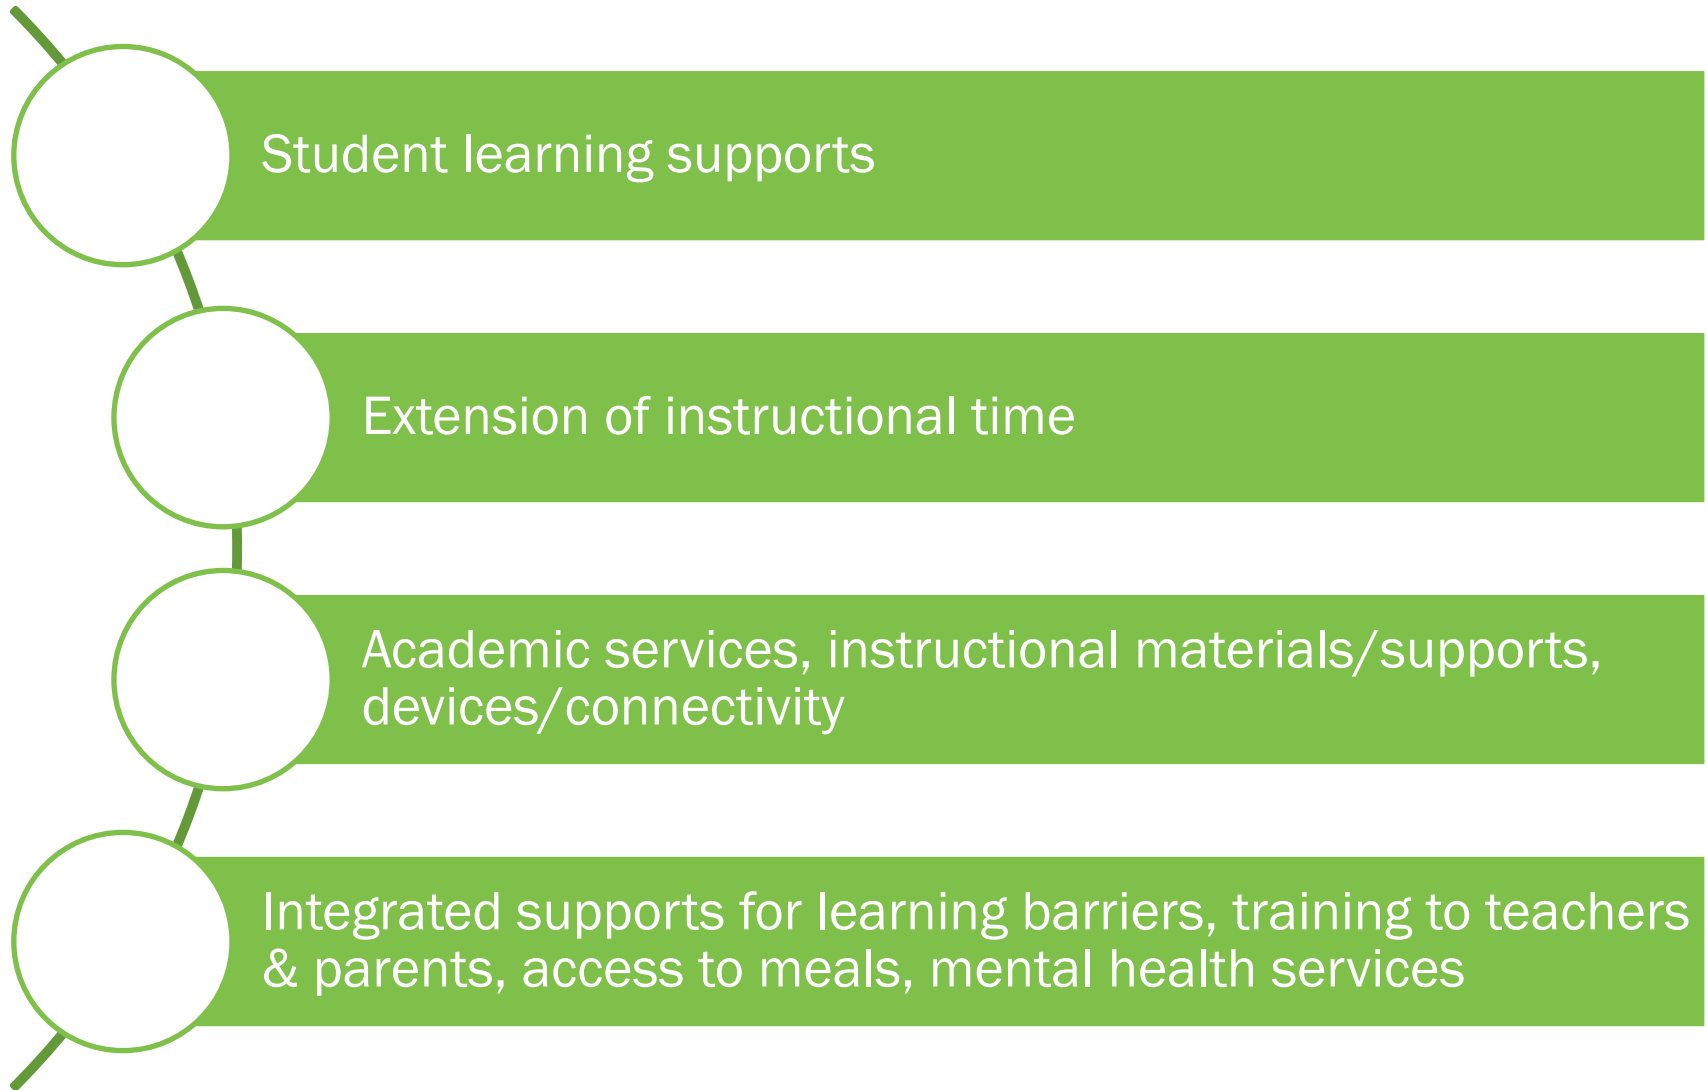 Student learning supports
Extension of instructional time
Academic services, instructional materials/supports,
devices/connectivity
Integrated supports for learning barriers, training to teachers
& parents, access to meals, mental health services